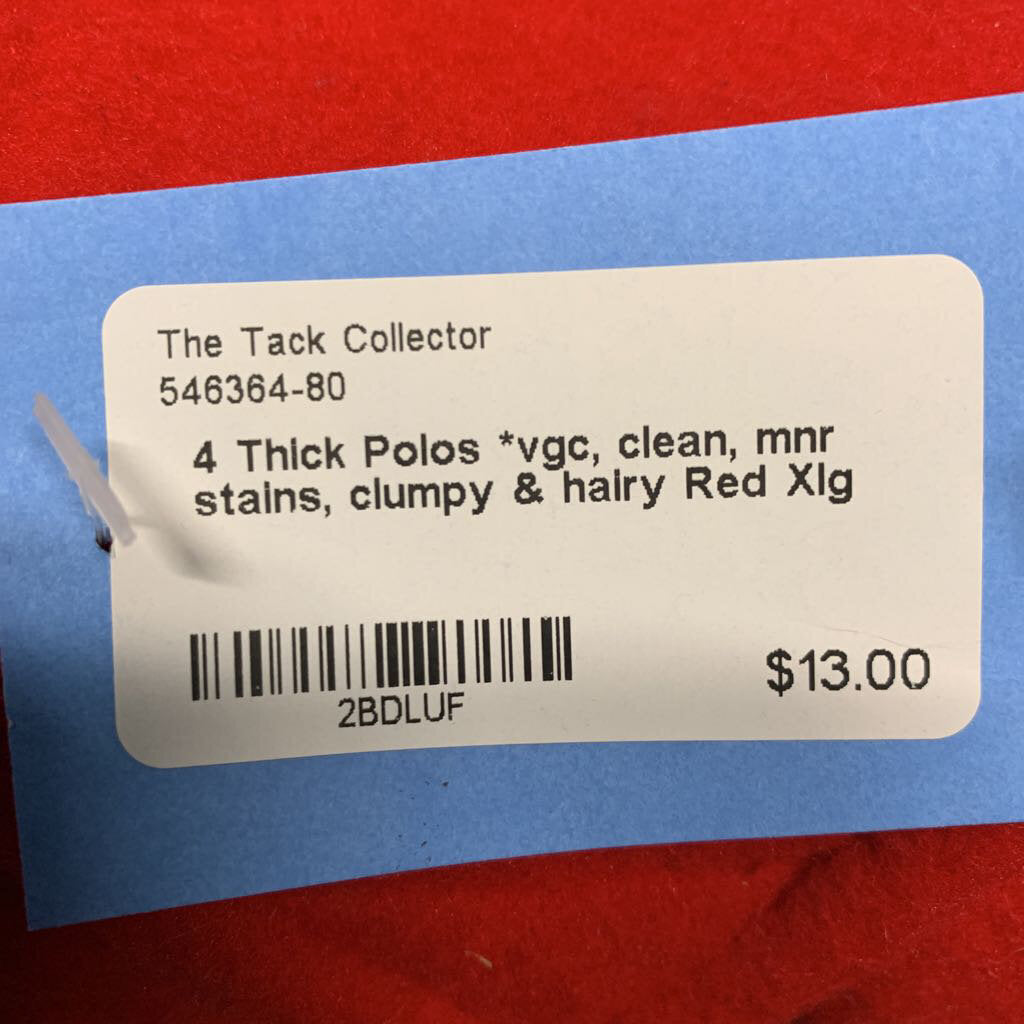 The Tack Collector
546364-80
4 Thick Polos *vgc, clean, mnr
stains, clumpy & hairy Red Xlg
2BDLUF
$13.00